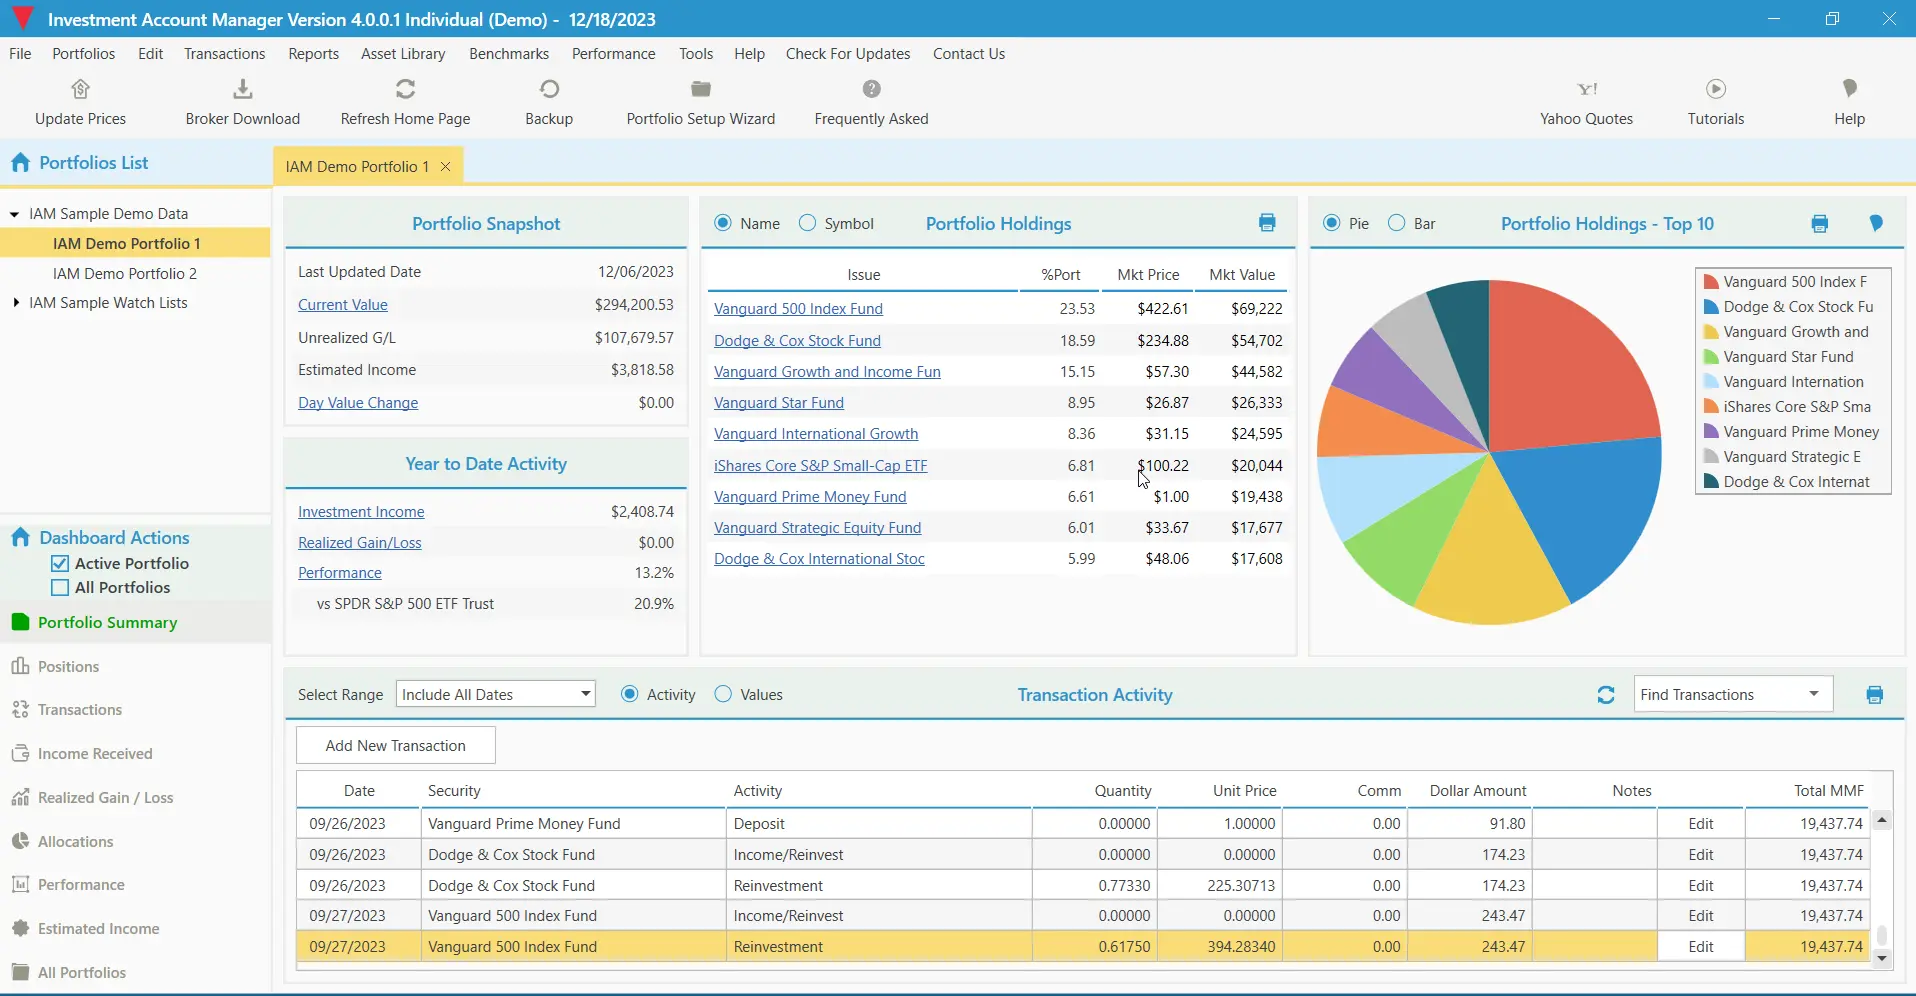 Investment Account Manager Version 4.0.0.1 Individual (Demo) - 12/18/2023
File Portfolios Edit Transactions Reports Asset Library Benchmarks Performance Tools Help Check For Updates Contact Us
Update Prices Broker Download Refresh Home Page Backup Portfolio Setup Wizard Frequently Asked Y! Yahoo Quotes Tutorials Help
Portfolios List
IAM Demo Portfolio 1
IAM Sample Demo Data
IAM Demo Portfolio 1
IAM Demo Portfolio 2
IAM Sample Watch Lists
Dashboard Actions
Active Portfolio
All Portfolios
Portfolio Summary
Positions
Transactions
Income Received
Realized Gain / Loss
Allocations
Performance
Estimated Income
All Portfolios
Portfolio Snapshot
Last Updated Date 12/06/2023
Current Value $294,200.53
Unrealized G/L $107,679.57
Estimated Income $3,818.58
Day Value Change $0.00
Year to Date Activity
Investment Income $2,408.74
Realized Gain/Loss $0.00
Performance 13.2%
vs SPDR S&P 500 ETF Trust 20.9%
Name Symbol Portfolio Holdings
Issue %Port Mkt Price Mkt Value
Vanguard 500 Index Fund 23.53 $422.61 $69,222
Dodge & Cox Stock Fund 18.59 $234.88 $54,702
Vanguard Growth and Income Fun 15.15 $57.30 $44,582
Vanguard Star Fund 8.95 $26.87 $26,333
Vanguard International Growth 8.36 $31.15 $24,595
iShares Core S&P Small-Cap ETF 6.81 $100.22 $20,044
Vanguard Prime Money Fund 6.61 $1.00 $19,438
Vanguard Strategic Equity Fund 6.01 $33.67 $17,677
Dodge & Cox International Stoc 5.99 $48.06 $17,608
Pie Bar Portfolio Holdings - Top 10
Vanguard 500 Index F
Dodge & Cox Stock Fu
Vanguard Growth and
Vanguard Star Fund
Vanguard Internation
iShares Core S&P Sma
Vanguard Prime Money
Vanguard Strategic E
Dodge & Cox Internat
Select Range Include All Dates Activity Values Transaction Activity Find Transactions
Add New Transaction
Date Security Activity Quantity Unit Price Comm Dollar Amount Notes Total MMF
09/26/2023 Vanguard Prime Money Fund Deposit 0.00000 1.00000 0.00 91.80 Edit 19,437.74
09/26/2023 Dodge & Cox Stock Fund Income/Reinvest 0.00000 0.00000 0.00 174.23 Edit 19,437.74
09/26/2023 Dodge & Cox Stock Fund Reinvestment 0.77330 225.30713 0.00 174.23 Edit 19,437.74
09/27/2023 Vanguard 500 Index Fund Income/Reinvest 0.00000 0.00000 0.00 243.47 Edit 19,437.74
09/27/2023 Vanguard 500 Index Fund Reinvestment 0.61750 394.28340 0.00 243.47 Edit 19,437.74